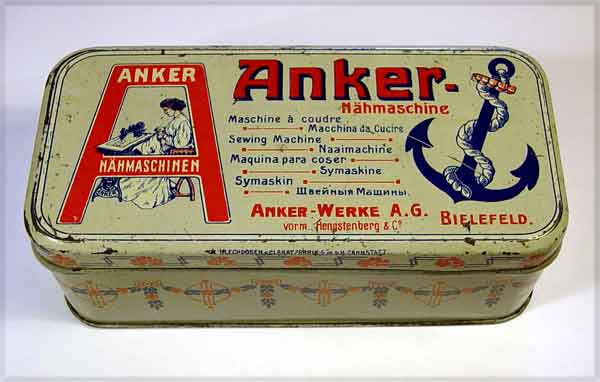 ANKER
NÄHMASCHINEN
Anker-
Nähmaschine
Maschine à coudre
Macchina da Cucire
Sewing Machine
Naaimachine
Maquina para coser
Symaskine
Symaskin
Швейныя Машины.
ANKER-WERKE A.G. BIELEFELD.
vorm. Hengstenberg & Co